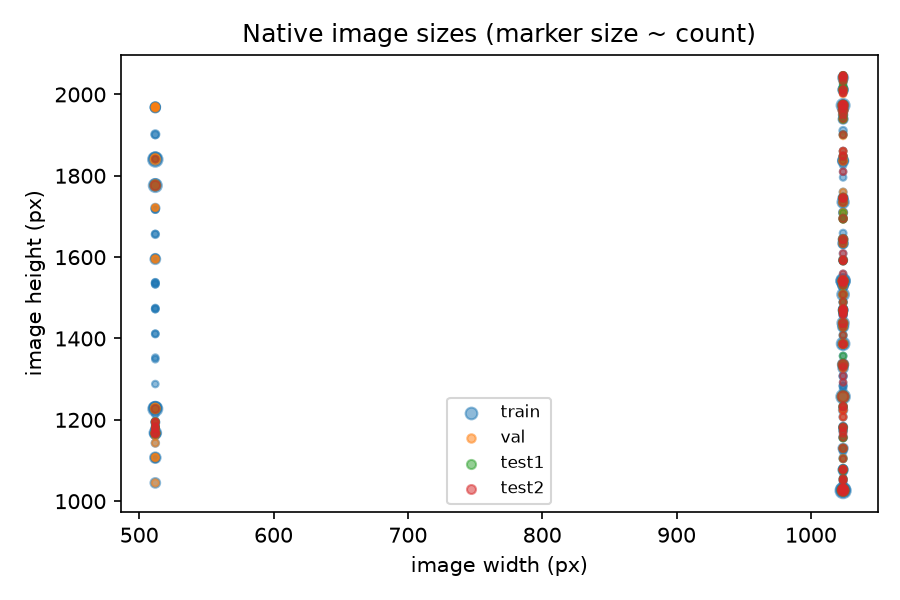 Native image sizes (marker size ~ count)
image height (px)
2000
1800
1600
1400
1200
1000
train
val
test1
test2
500 600 700 800 900 1000
image width (px)